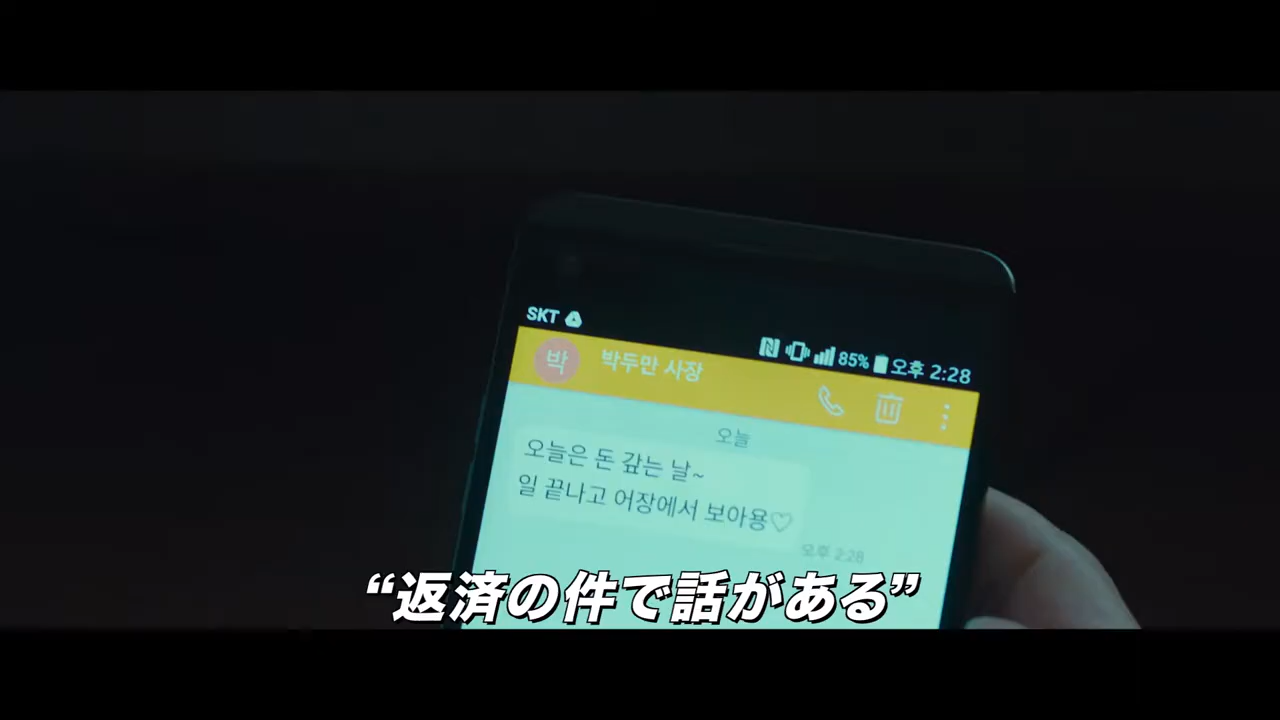 SKT
85% 오후 2:28
박 박두만 사장
오늘
오늘은 돈 갚는 날~
일 끝나고 어장에서 보아용♡
오후 2:28
“返済の件で話がある”